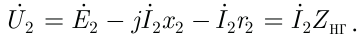 U̇₂ = Ė₂ − jİ₂x₂ − İ₂r₂ = İ₂Z_нг.